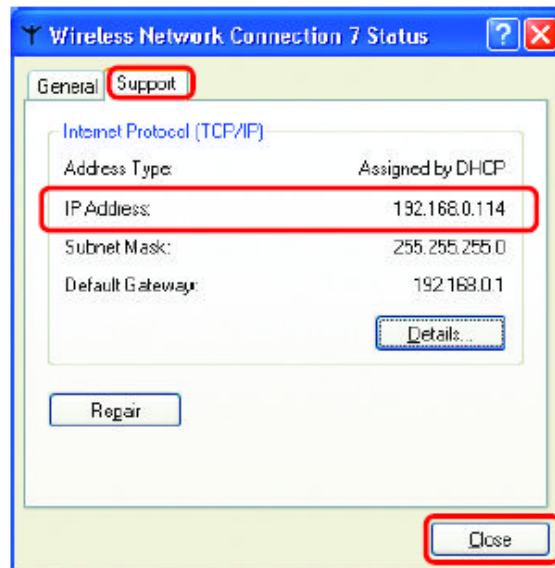 Wireless Network Connection 7 Status
General Support
Internet Protocol (TCP/IP)
Address Type: Assigned by DHCP
IP Address: 192.168.0.114
Subnet Mask: 255.255.255.0
Default Gateway: 192.168.0.1
Details...
Repair
Close